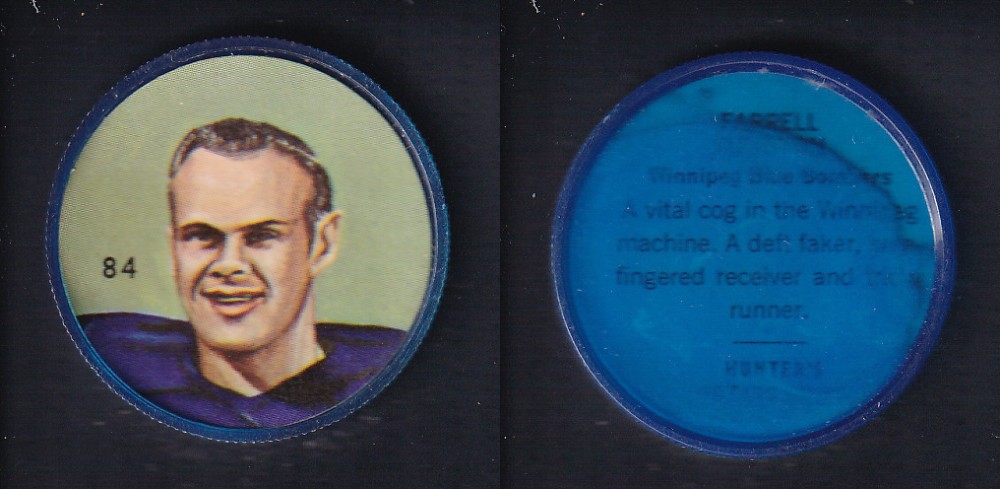 84
FARRELL
Winnipeg Blue Bombers
A vital cog in the Winnipeg
machine. A deft faker,
fingered receiver and
runner.
HUNTER'S